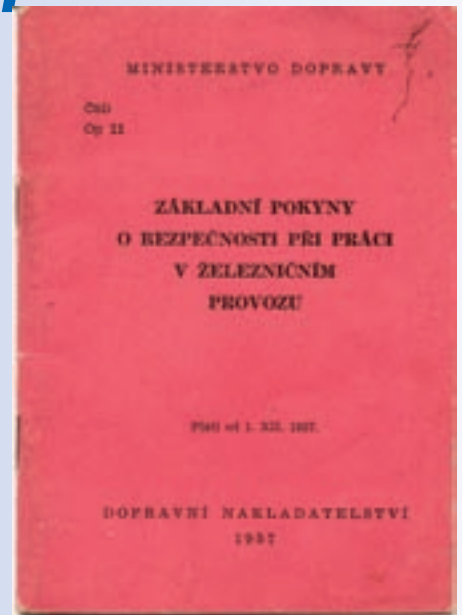 MINISTERSTVO DOPRAVY
ČSD
Op 11
ZÁKLADNÍ POKYNY
O BEZPEČNOSTI PŘI PRÁCI
V ŽELEZNIČNÍM
PROVOZU
Platí od 1. XII. 1957.
DOPRAVNÍ NAKLADATELSTVÍ
1957